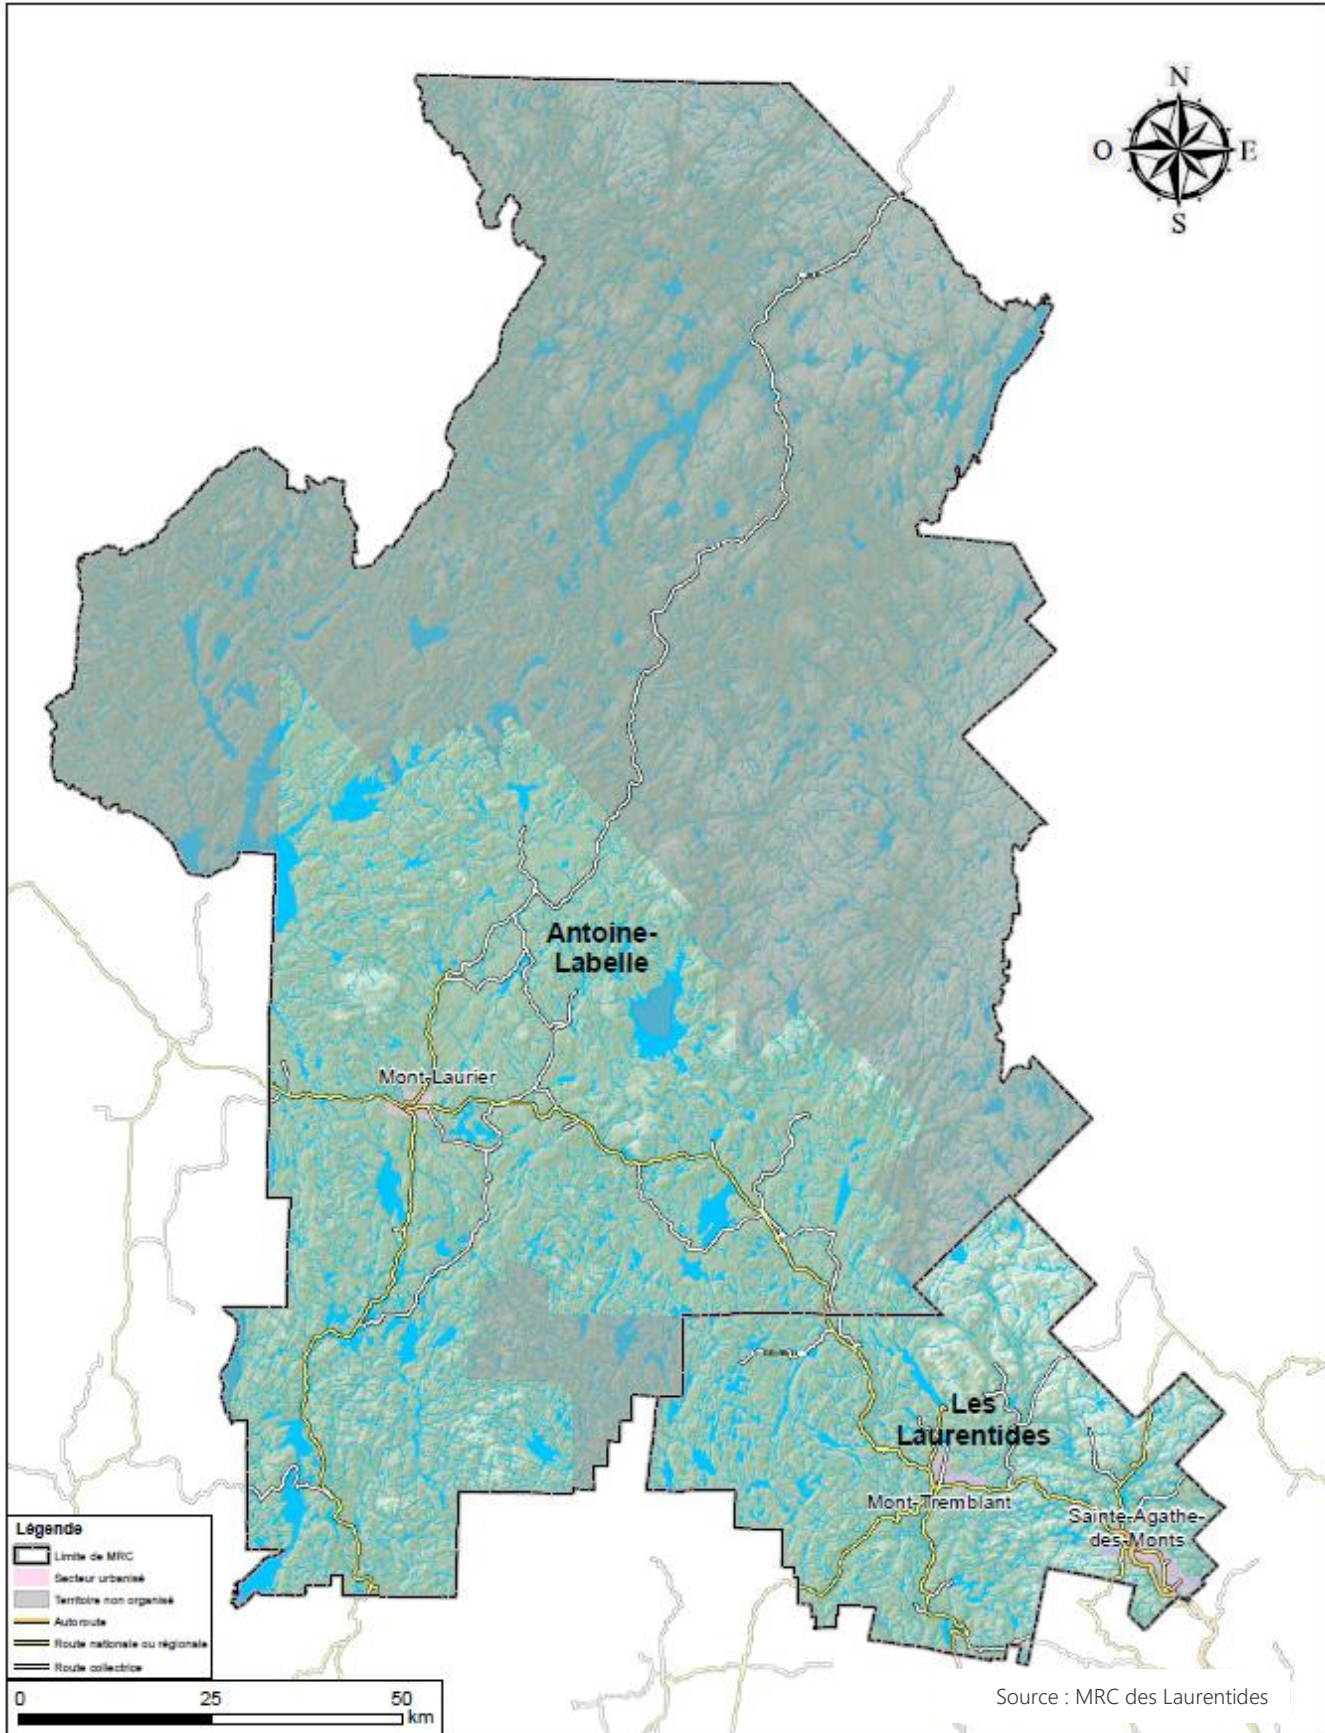 N
O E
S
Antoine-
Labelle
Mont-Laurier
Les
Laurentides
Mont-Tremblant
Sainte-Agathe-
des-Monts
Légende
Limite de MRC
Secteur urbanisé
Territoire non organisé
Autoroute
Route nationale ou régionale
Route collectrice
0 25 50
km
Source : MRC des Laurentides